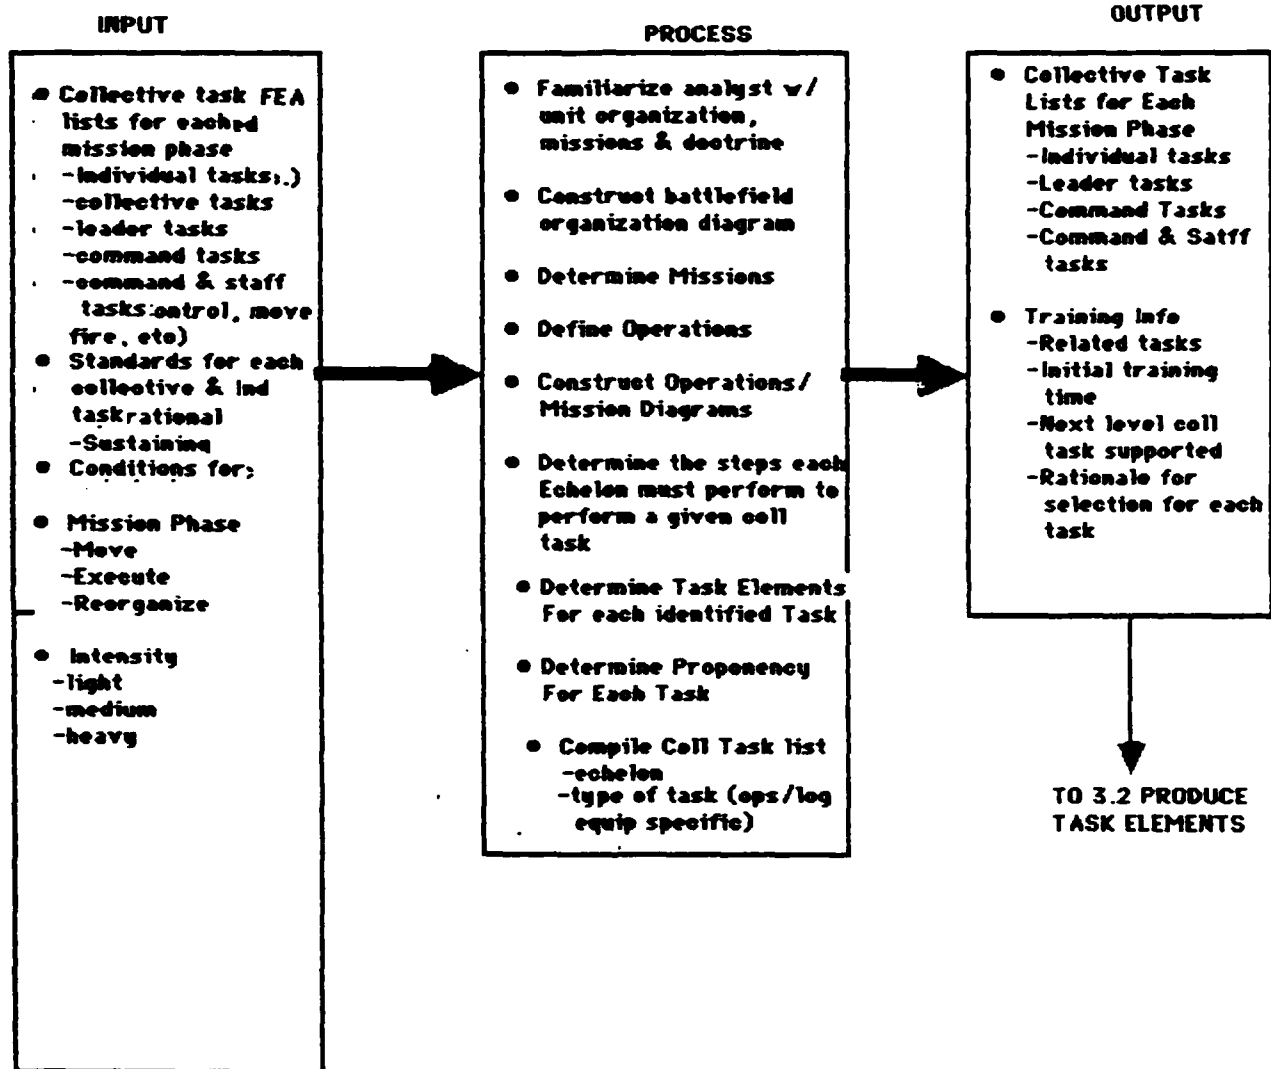 INPUT
● Collective task FEA
lists for eached
mission phase
-Individual tasks;.)
-collective tasks
-leader tasks
-command tasks
-command & staff
tasks:ontrol, move
fire, etc)
● Standards for each
collective & Ind
taskrational
-Sustaining
● Conditions for;
● Mission Phase
-Move
-Execute
-Reorganize
● Intensity
-light
-medium
-heavy
PROCESS
● Familiarize analyst w/
unit organization,
missions & doctrine
● Construct battlefield
organization diagram
● Determine Missions
● Define Operations
● Construct Operations/
Mission Diagrams
● Determine the steps each
Echelon must perform to
perform a given coll
task
● Determine Task Elements
For each identified Task
● Determine Proponency
For Each Task
● Compile Coll Task list
-echelon
-type of task (ops/log
equip specific)
OUTPUT
● Collective Task
Lists for Each
Mission Phase
-Individual tasks
-Leader tasks
-Command Tasks
-Command & Satff
tasks
● Training Info
-Related tasks
-Initial training
time
-Next level coll
task supported
-Rationale for
selection for each
task
TO 3.2 PRODUCE
TASK ELEMENTS